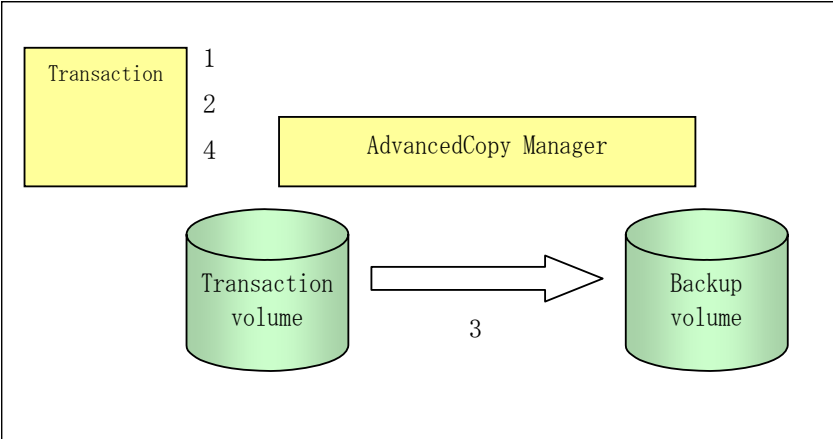 Transaction
1
2
4
AdvancedCopy Manager
Transaction
volume
3
Backup
volume